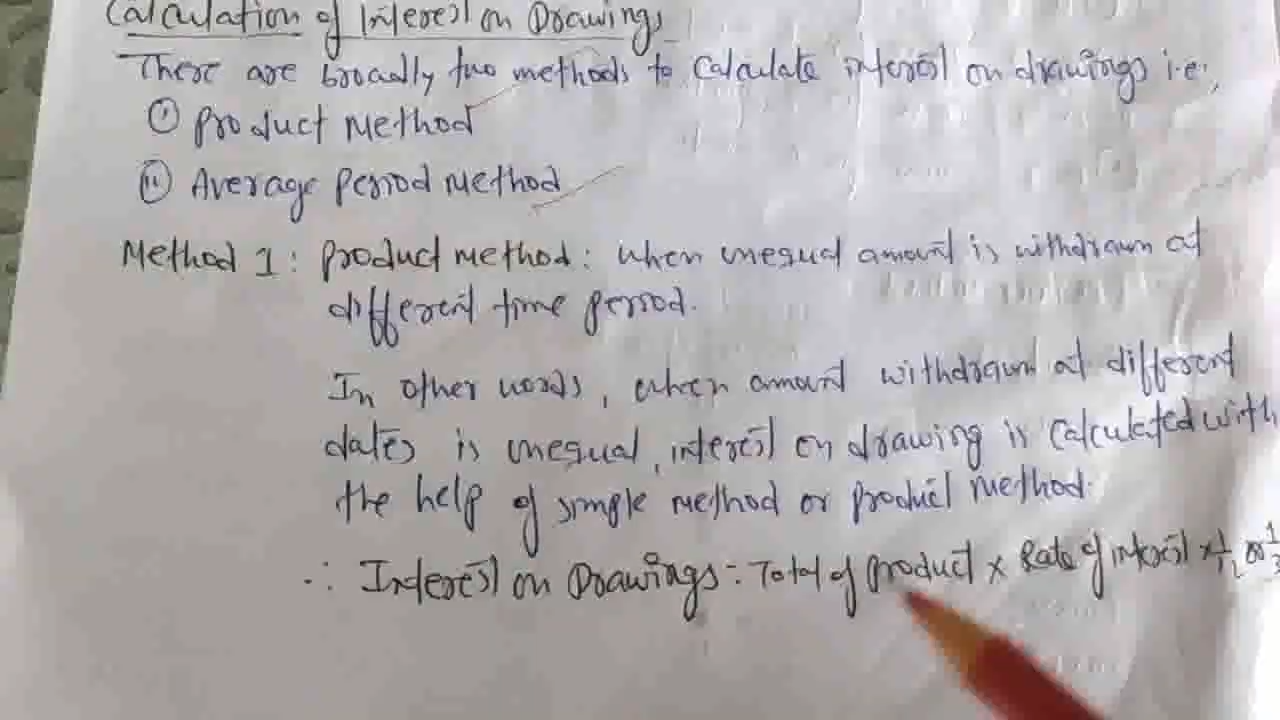 Calculation of Interest on Drawings
There are broadly two methods to calculate interest on drawings i.e.,
(i) Product Method
(ii) Average Period Method
Method 1: Product method: when unequal amount is withdrawn at
different time period.
In other words, when amount withdrawn at different
dates is unequal, interest on drawing is calculated with
the help of simple method or product method.
∴ Interest on Drawings = Total of product × Rate of interest × 1/12 or